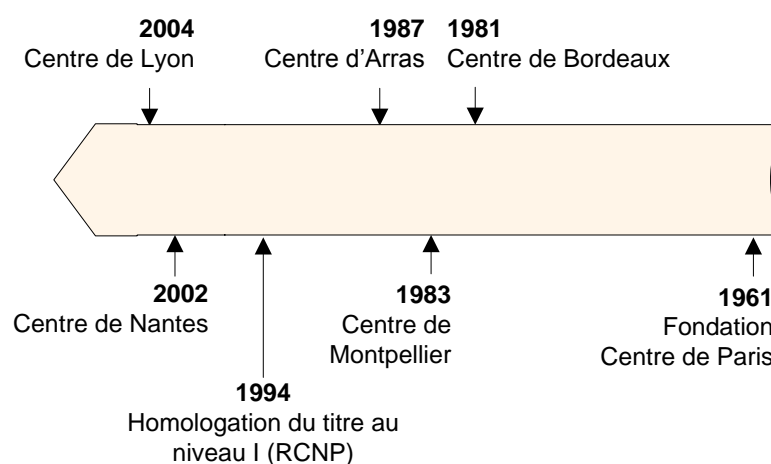 2004
Centre de Lyon
1987
Centre d'Arras
1981
Centre de Bordeaux
2002
Centre de Nantes
1994
Homologation du titre au
niveau I (RCNP)
1983
Centre de
Montpellier
1961
Fondation
Centre de Paris